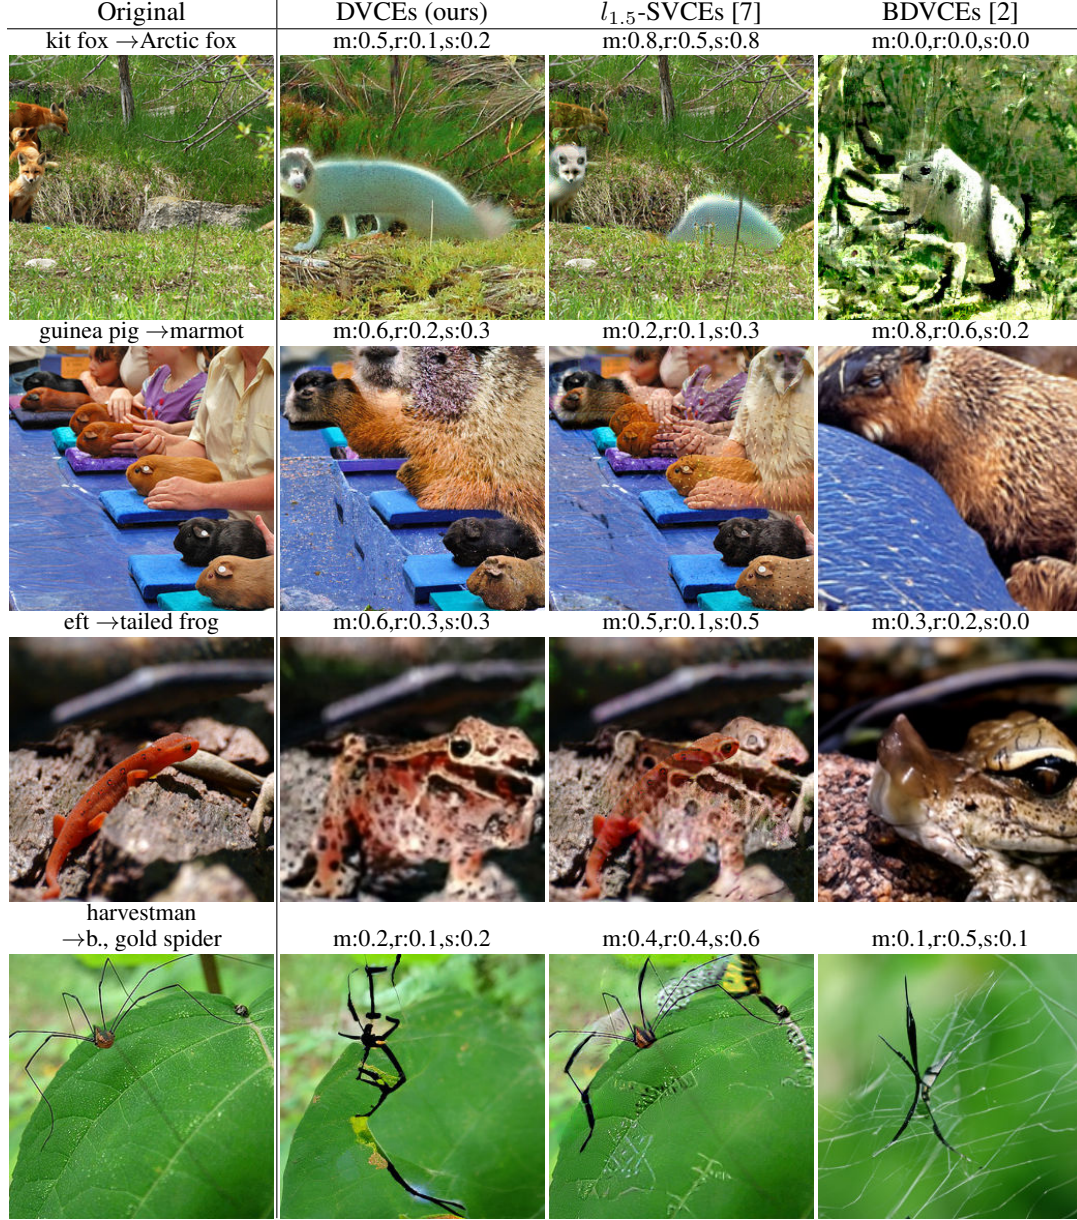 Original DVCEs (ours) l1.5-SVCEs [7] BDVCEs [2]
kit fox →Arctic fox m:0.5,r:0.1,s:0.2 m:0.8,r:0.5,s:0.8 m:0.0,r:0.0,s:0.0
guinea pig →marmot m:0.6,r:0.2,s:0.3 m:0.2,r:0.1,s:0.3 m:0.8,r:0.6,s:0.2
eft →tailed frog m:0.6,r:0.3,s:0.3 m:0.5,r:0.1,s:0.5 m:0.3,r:0.2,s:0.0
harvestman
→b., gold spider m:0.2,r:0.1,s:0.2 m:0.4,r:0.4,s:0.6 m:0.1,r:0.5,s:0.1